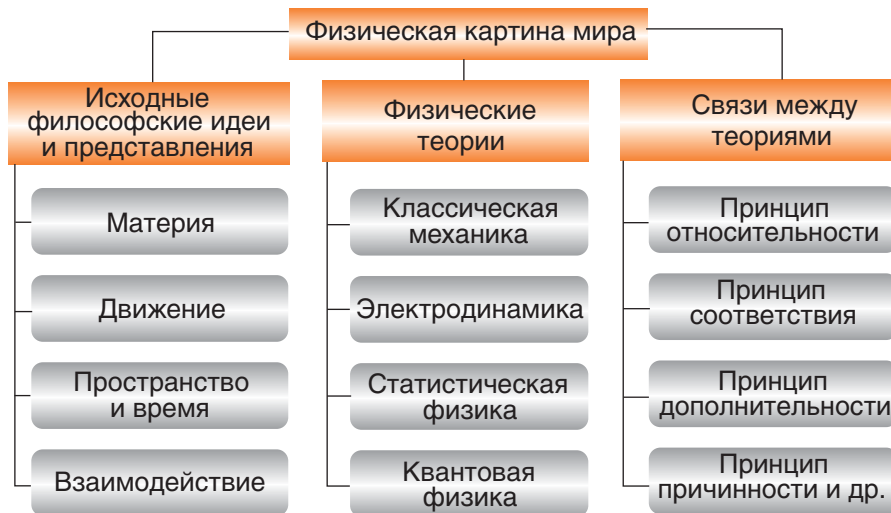 Физическая картина мира
Исходные
философские идеи
и представления
Материя
Движение
Пространство
и время
Взаимодействие
Физические
теории
Классическая
механика
Электродинамика
Статистическая
физика
Квантовая
физика
Связи между
теориями
Принцип
относительности
Принцип
соответствия
Принцип
дополнительности
Принцип
причинности и др.